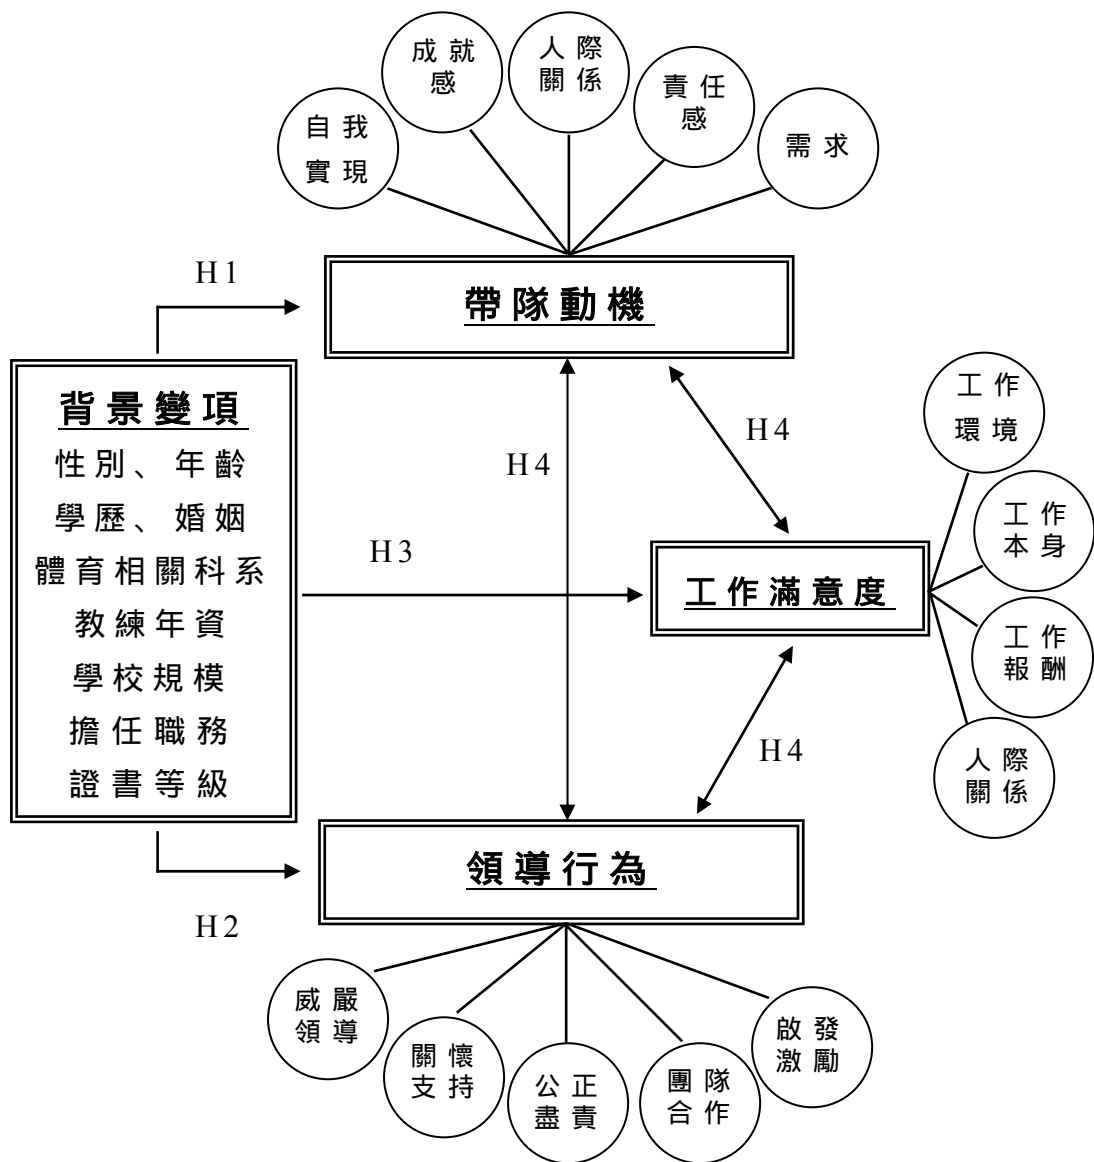 成就
感
人際
關係
責任
感
自我
實現
需求
H1
帶隊動機
背景變項
性別、年齡
學歷、婚姻
體育相關科系
教練年資
學校規模
擔任職務
證書等級
H4
H4
H3
工作滿意度
工作
環境
工作
本身
工作
報酬
人際
關係
H4
領導行為
H2
威嚴
領導
關懷
支持
公正
盡責
團隊
合作
啟發
激勵